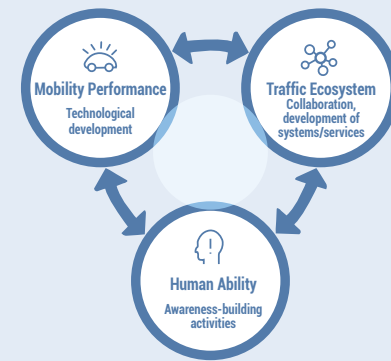 Mobility Performance
Technological
development
Traffic Ecosystem
Collaboration,
development of
systems/services
Human Ability
Awareness-building
activities